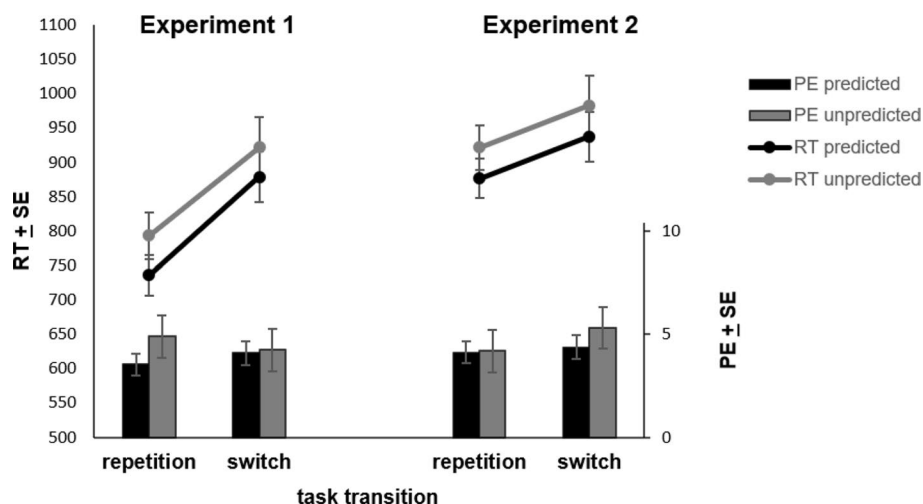 Experiment 1
Experiment 2
1100
1050
1000
950
900
850
800
750
700
650
600
550
500
RT ± SE
10
5
0
PE ± SE
PE predicted
PE unpredicted
RT predicted
RT unpredicted
repetition
switch
repetition
switch
task transition